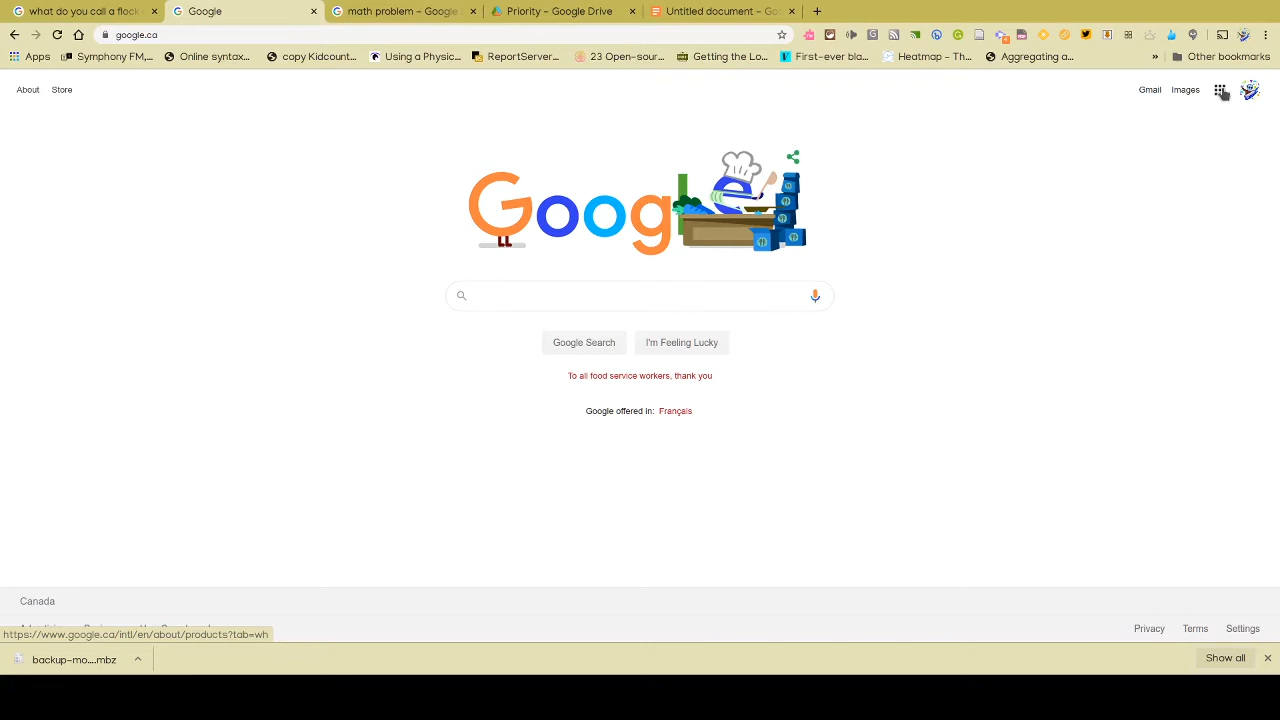 what do you call a flock
Google
math problem – Google
Priority – Google Drive
Untitled document – Go
google.ca
Apps
Symphony FM,...
Online syntax...
copy Kidcount...
Using a Physic...
ReportServer...
23 Open-sour...
Getting the Lo...
First-ever bla...
Heatmap - Th...
Aggregating a...
»
Other bookmarks
About
Store
Gmail
Images
Google
Google Search
I'm Feeling Lucky
To all food service workers, thank you
Google offered in: Français
Canada
https://www.google.ca/intl/en/about/products?tab=wh
Privacy
Terms
Settings
backup-mo....mbz
Show all